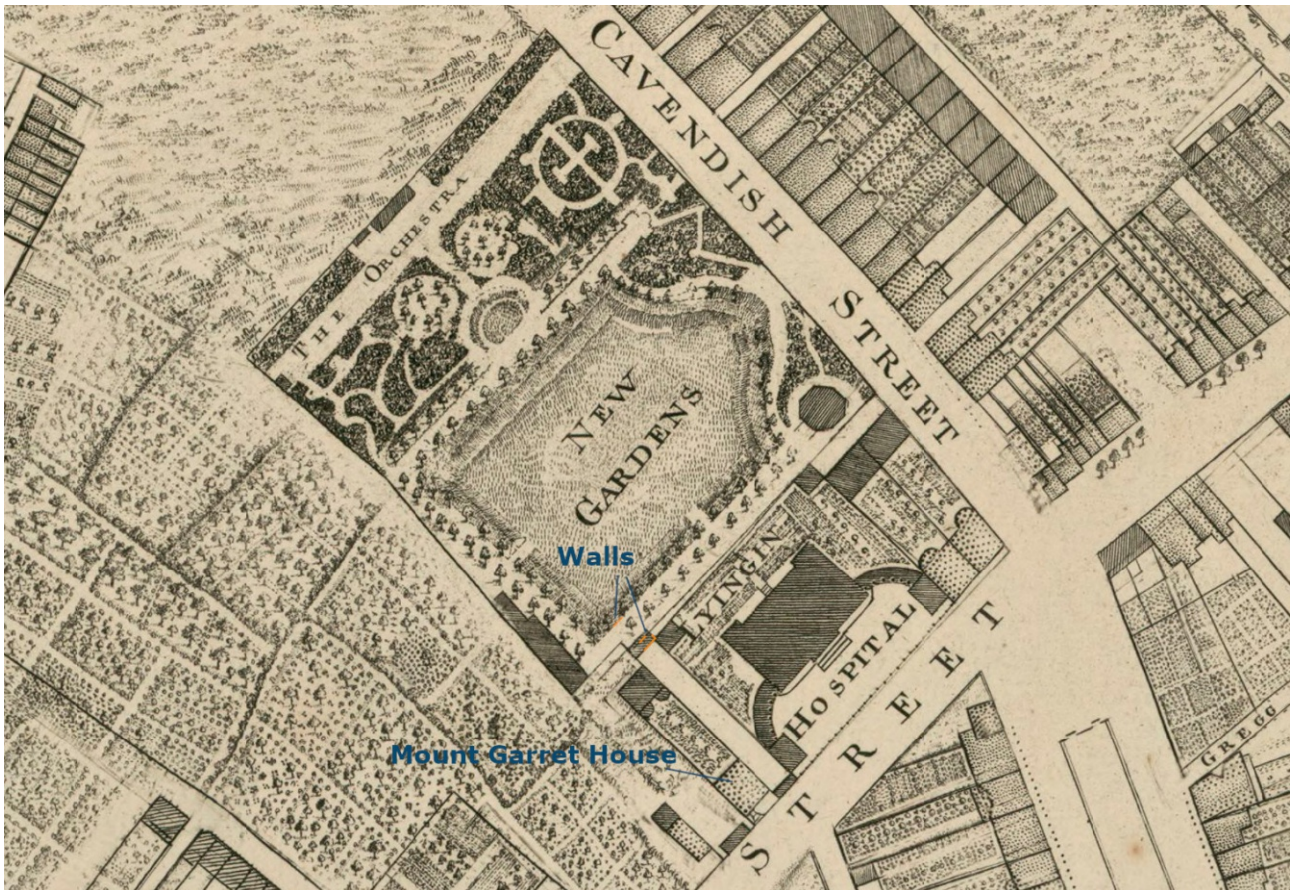 CAVENDISH STREET
THE ORCHESTRA
NEW
GARDENS
Walls
LYING IN
HOSPITAL
Mount Garret House
STREET
GREGG